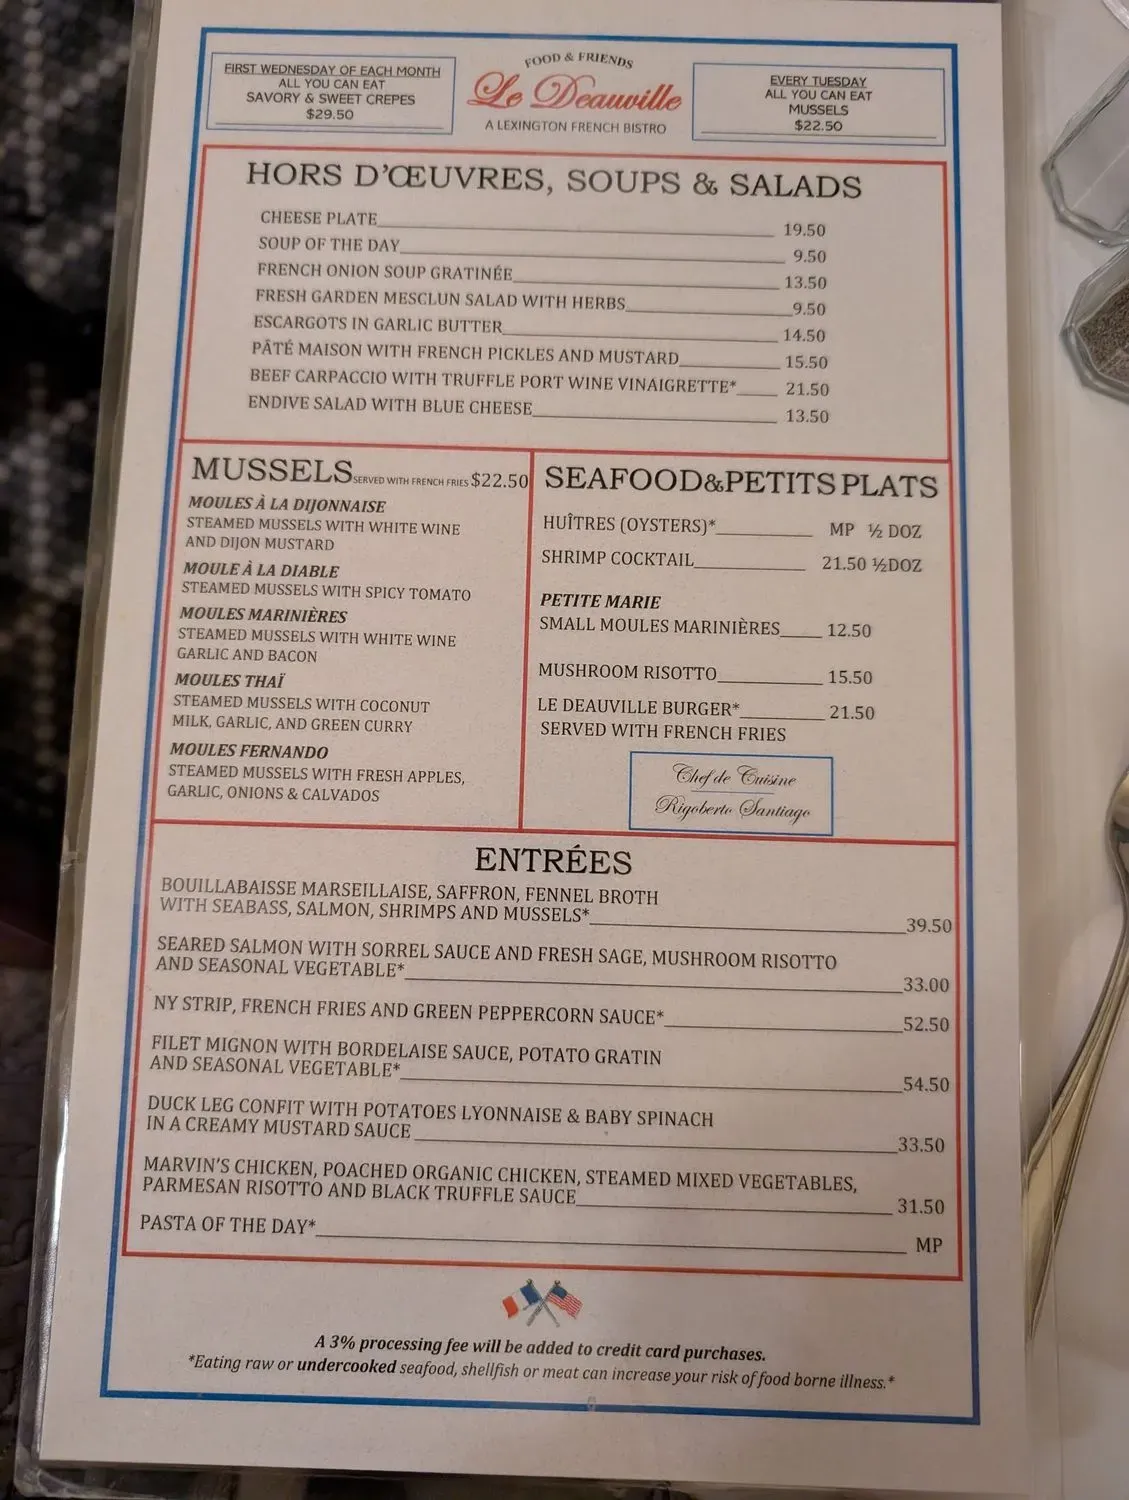 FIRST WEDNESDAY OF EACH MONTH
ALL YOU CAN EAT
SAVORY & SWEET CREPES
$29.50
FOOD & FRIENDS
Le Deauville
A LEXINGTON FRENCH BISTRO
EVERY TUESDAY
ALL YOU CAN EAT
MUSSELS
$22.50
HORS D'ŒUVRES, SOUPS & SALADS
CHEESE PLATE 19.50
SOUP OF THE DAY 9.50
FRENCH ONION SOUP GRATINÉE 13.50
FRESH GARDEN MESCLUN SALAD WITH HERBS 9.50
ESCARGOTS IN GARLIC BUTTER 14.50
PÂTÉ MAISON WITH FRENCH PICKLES AND MUSTARD 15.50
BEEF CARPACCIO WITH TRUFFLE PORT WINE VINAIGRETTE* 21.50
ENDIVE SALAD WITH BLUE CHEESE 13.50
MUSSELS SERVED WITH FRENCH FRIES $22.50
MOULES À LA DIJONNAISE
STEAMED MUSSELS WITH WHITE WINE
AND DIJON MUSTARD
MOULE À LA DIABLE
STEAMED MUSSELS WITH SPICY TOMATO
MOULES MARINIÈRES
STEAMED MUSSELS WITH WHITE WINE
GARLIC AND BACON
MOULES THAÏ
STEAMED MUSSELS WITH COCONUT
MILK, GARLIC, AND GREEN CURRY
MOULES FERNANDO
STEAMED MUSSELS WITH FRESH APPLES,
GARLIC, ONIONS & CALVADOS
SEAFOOD&PETITS PLATS
HUÎTRES (OYSTERS)* MP ½ DOZ
SHRIMP COCKTAIL 21.50 ½DOZ
PETITE MARIE
SMALL MOULES MARINIÈRES 12.50
MUSHROOM RISOTTO 15.50
LE DEAUVILLE BURGER* 21.50
SERVED WITH FRENCH FRIES
Chef de Cuisine
Rigoberto Santiago
ENTRÉES
BOUILLABAISSE MARSEILLAISE, SAFFRON, FENNEL BROTH
WITH SEABASS, SALMON, SHRIMPS AND MUSSELS* 39.50
SEARED SALMON WITH SORREL SAUCE AND FRESH SAGE, MUSHROOM RISOTTO
AND SEASONAL VEGETABLE* 33.00
NY STRIP, FRENCH FRIES AND GREEN PEPPERCORN SAUCE* 52.50
FILET MIGNON WITH BORDELAISE SAUCE, POTATO GRATIN
AND SEASONAL VEGETABLE* 54.50
DUCK LEG CONFIT WITH POTATOES LYONNAISE & BABY SPINACH
IN A CREAMY MUSTARD SAUCE 33.50
MARVIN'S CHICKEN, POACHED ORGANIC CHICKEN, STEAMED MIXED VEGETABLES,
PARMESAN RISOTTO AND BLACK TRUFFLE SAUCE 31.50
PASTA OF THE DAY* MP
A 3% processing fee will be added to credit card purchases.
*Eating raw or undercooked seafood, shellfish or meat can increase your risk of food borne illness.*